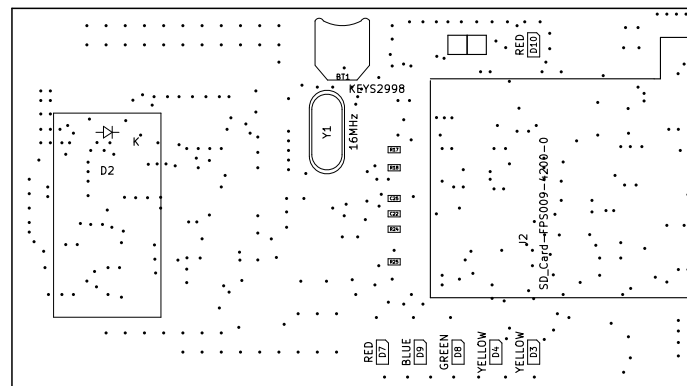 RED
D10
BT1
KEYS2998
Y1
16MHz
K
D2
R17
R18
C25
C22
R24
R25
J2
SD_Card-FPS009-4200-0
RED
D7
BLUE
D9
GREEN
D8
YELLOW
D4
YELLOW
D3